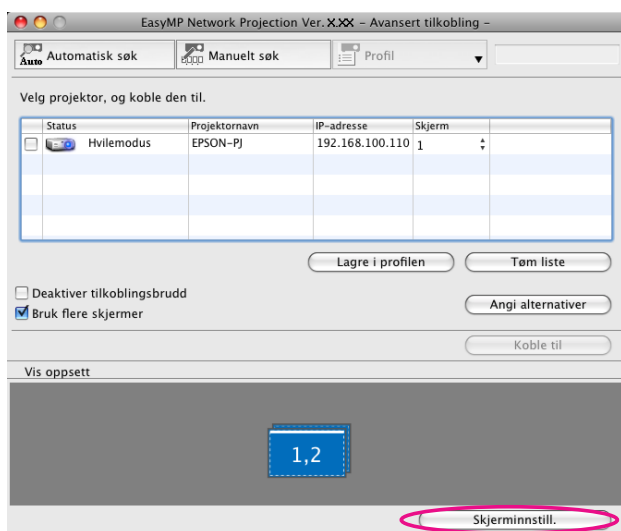 EasyMP Network Projection Ver. X.XX – Avansert tilkobling –
Auto Automatisk søk Manuelt søk Profil
Velg projektor, og koble den til.
Status Projektornavn IP-adresse Skjerm
Hvilemodus EPSON-PJ 192.168.100.110 1
Lagre i profilen Tøm liste
Deaktiver tilkoblingsbrudd
Angi alternativer
Bruk flere skjermer
Koble til
Vis oppsett
1,2
Skjerminnstill.